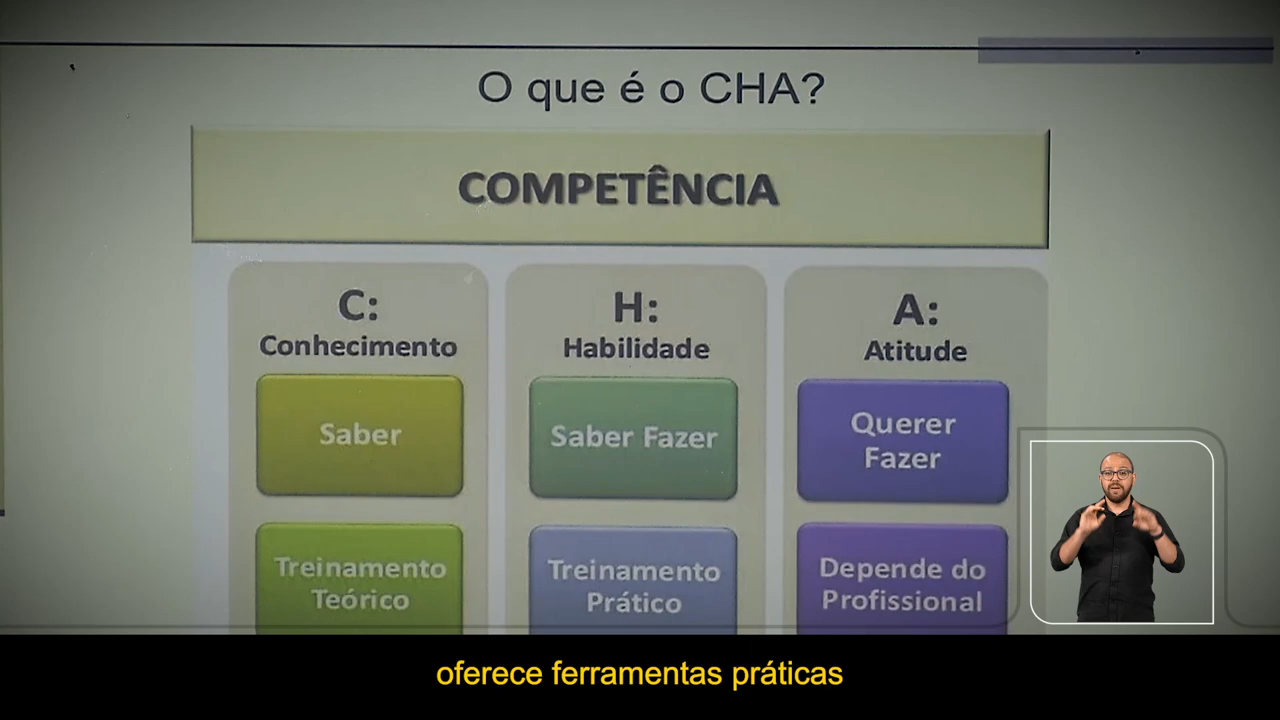 O que é o CHA?
COMPETÊNCIA
C:
Conhecimento
Saber
Treinamento
Teórico
H:
Habilidade
Saber Fazer
Treinamento
Prático
A:
Atitude
Querer
Fazer
Depende do
Profissional
oferece ferramentas práticas